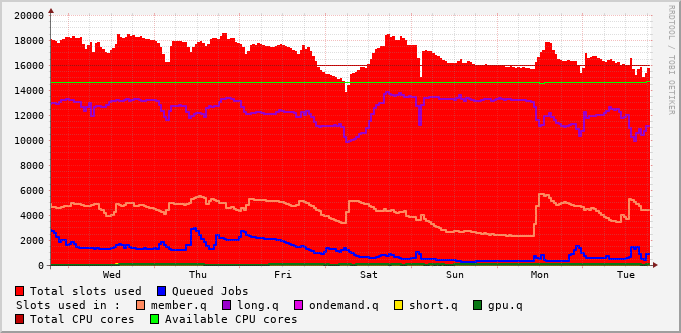 20000
18000
16000
14000
12000
10000
8000
6000
4000
2000
0
Wed Thu Fri Sat Sun Mon Tue
RRDTOOL / TOBI OETIKER
Total slots used Queued Jobs
Slots used in : member.q long.q ondemand.q short.q gpu.q
Total CPU cores Available CPU cores